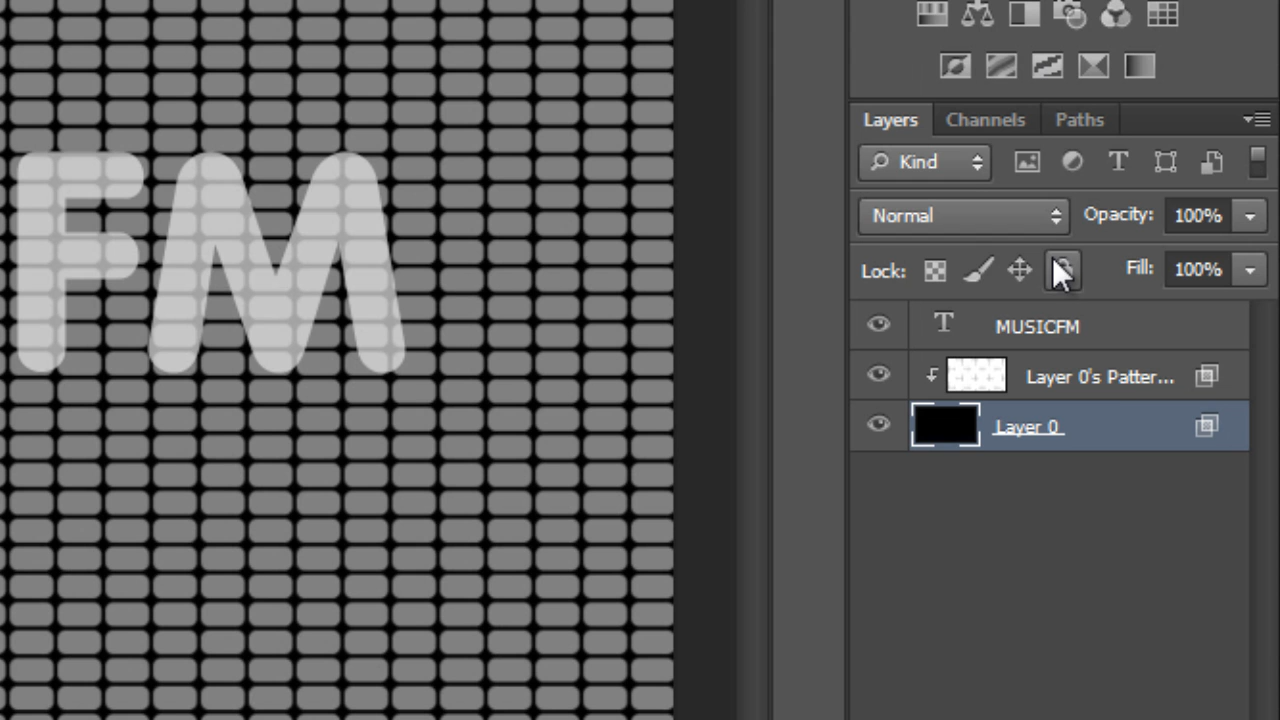 FM
Layers Channels Paths
Kind
Normal Opacity: 100%
Lock: Fill: 100%
T MUSICFM
Layer 0's Patter...
Layer 0